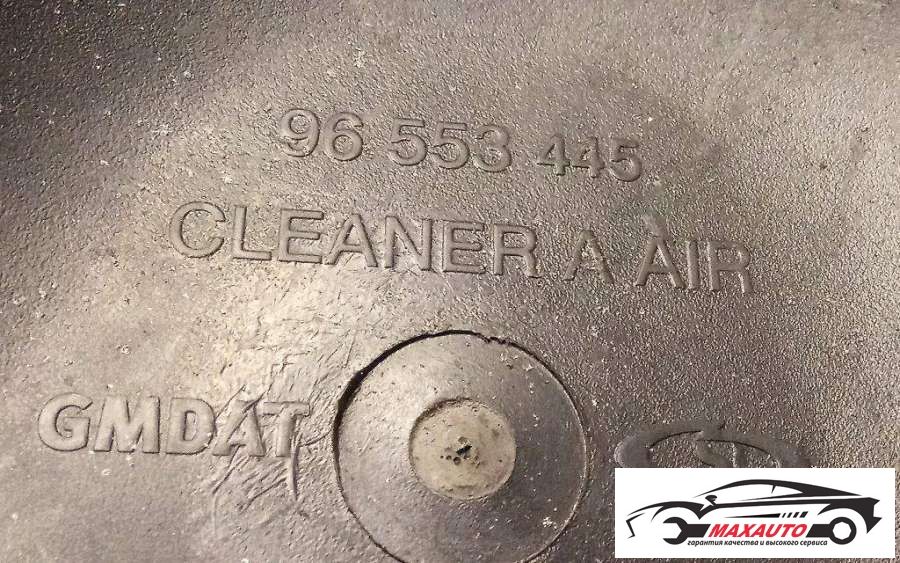 96 553 445
CLEANER A AIR
GMDAT
MAXAUTO
гарантия качества и высокого сервиса